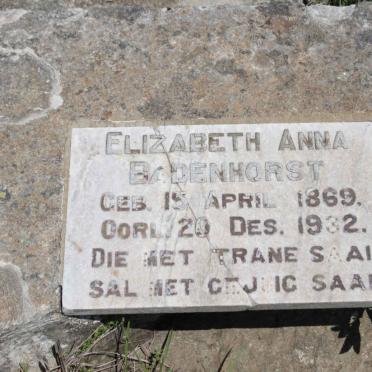 ELIZABETH ANNA
BADENHORST
GEB. 15 APRIL 1869.
OORL. 20 DES. 1932.
DIE MET TRANE SAAI
SAL MET GEJUIG